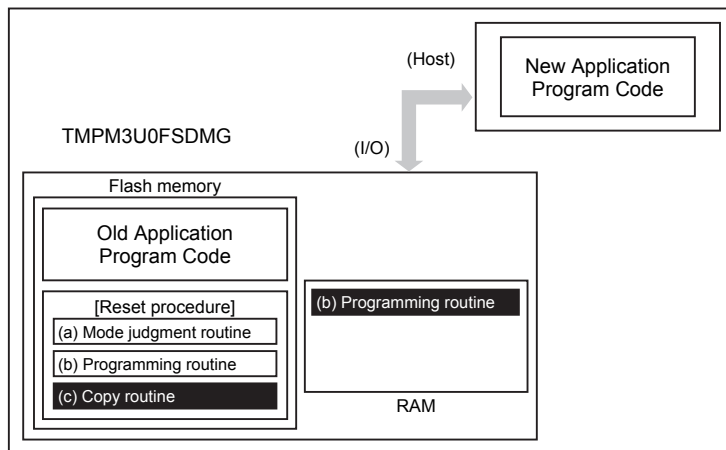 (Host)
New Application
Program Code
TMPM3U0FSDMG
(I/O)
Flash memory
Old Application
Program Code
[Reset procedure]
(a) Mode judgment routine
(b) Programming routine
(c) Copy routine
(b) Programming routine
RAM